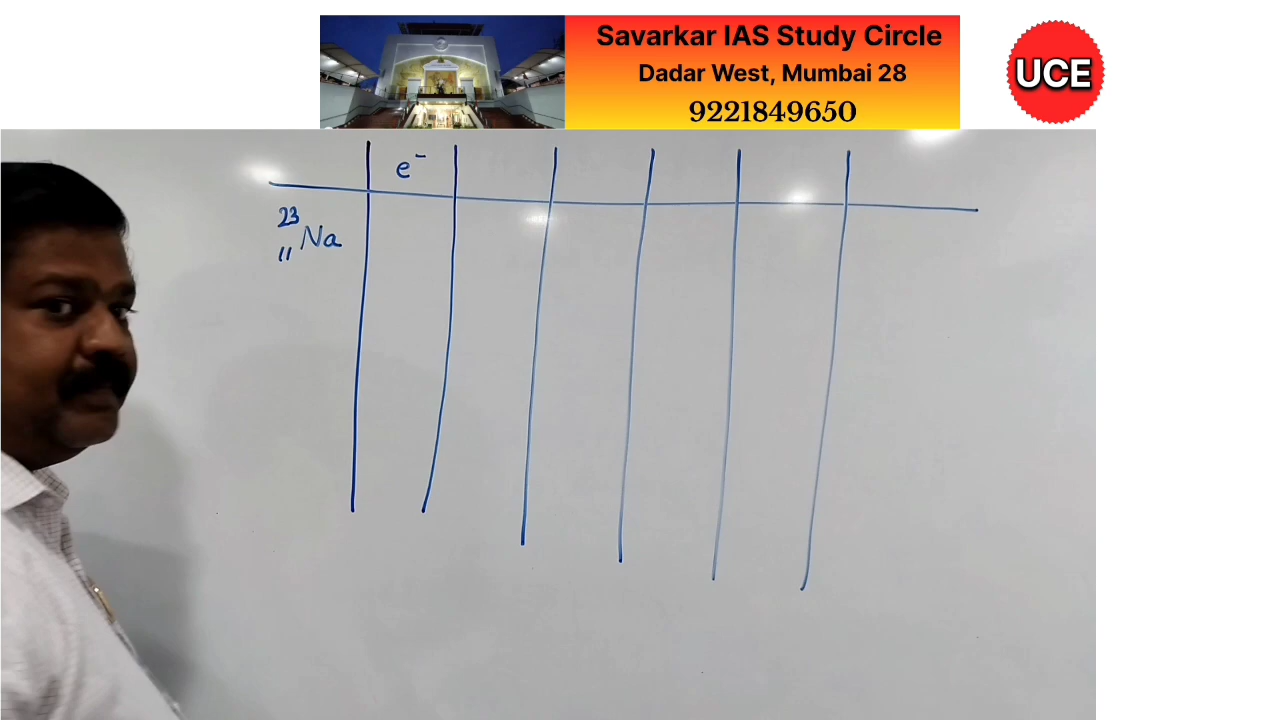 Savarkar IAS Study Circle
Dadar West, Mumbai 28
9221849650
UCE
e⁻
²³₁₁Na